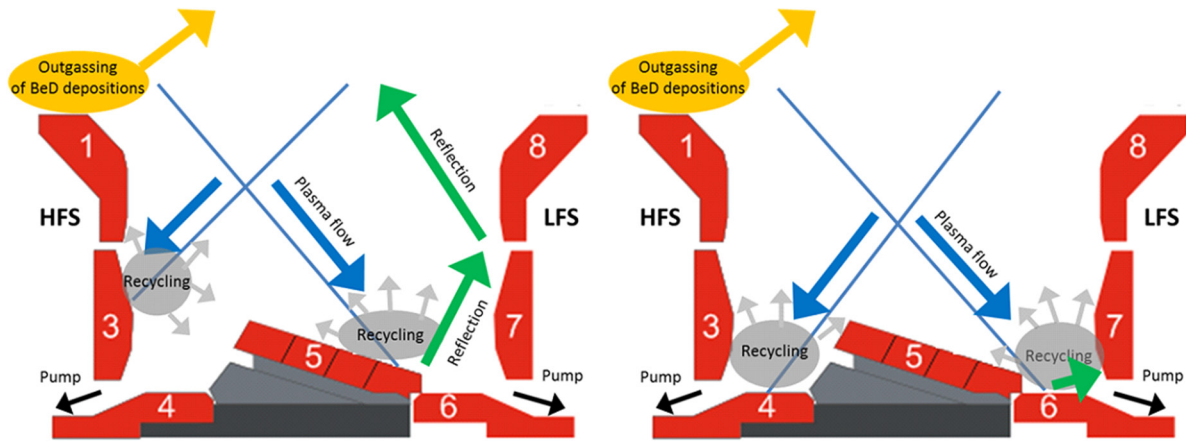 Outgassing
of BeD depositions
1
8
Reflection
Plasma flow
HFS
LFS
Recycling
3
7
Recycling
Reflection
5
Pump
Pump
4
6
Outgassing
of BeD depositions
1
8
HFS
LFS
Plasma flow
3
7
Recycling
5
Recycling
Pump
Pump
4
6